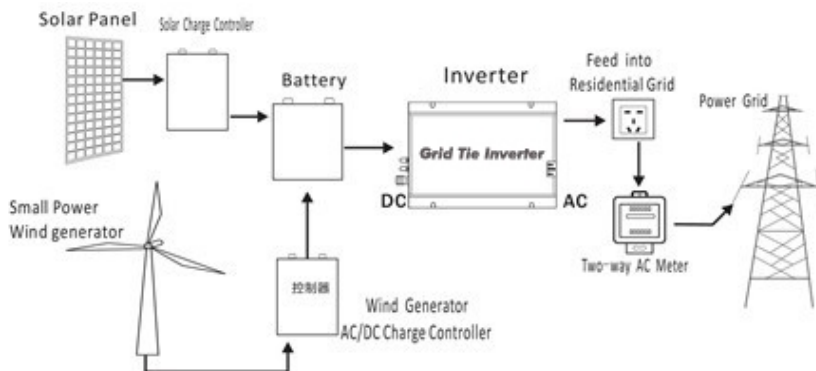 Solar Panel
Solar Charge Controller
Battery
Inverter
Feed into
Residential Grid
Power Grid
Grid Tie Inverter
DC
AC
Small Power
Wind generator
控制器
Wind Generator
AC/DC Charge Controller
Two-way AC Meter